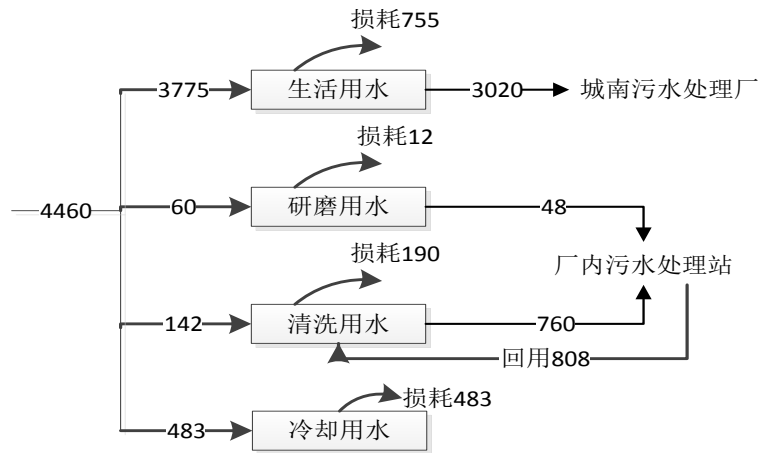 损耗755
3775 生活用水 3020 城南污水处理厂
损耗12
4460 60 研磨用水 48
厂内污水处理站
损耗190
142 清洗用水 760
回用808
损耗483
483 冷却用水